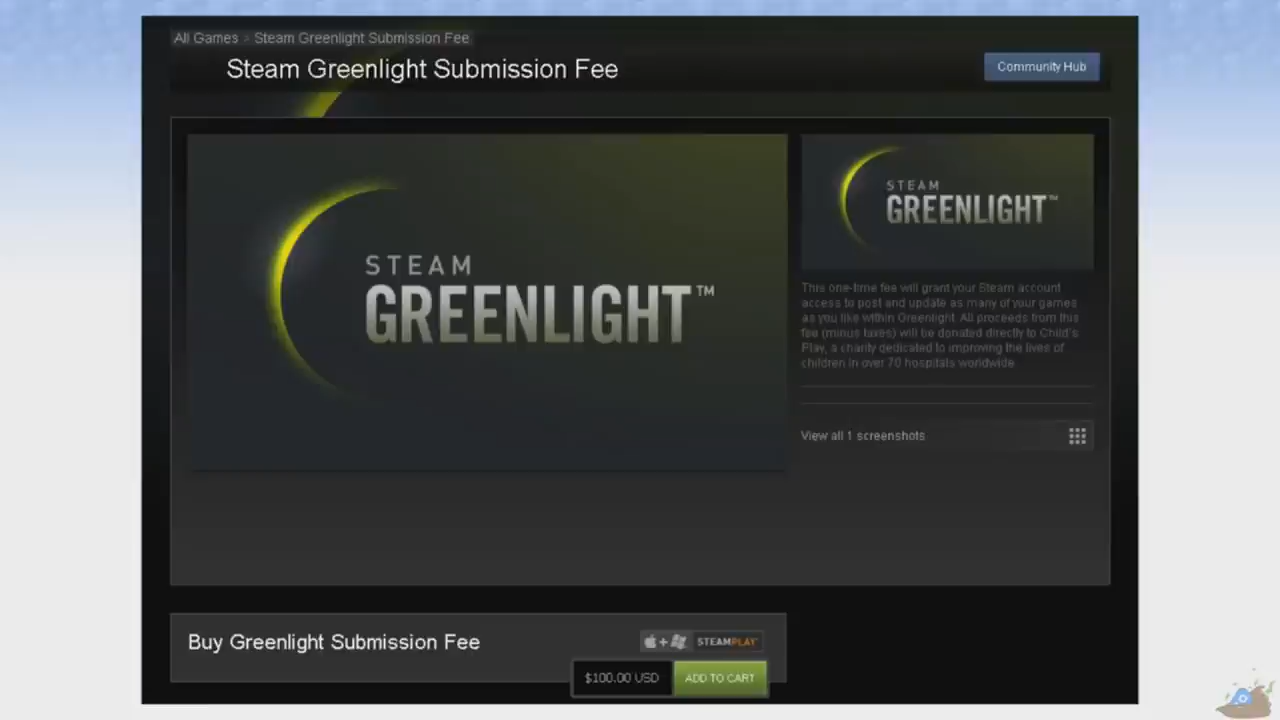 All Games > Steam Greenlight Submission Fee
Steam Greenlight Submission Fee
Community Hub
STEAM
GREENLIGHT™
STEAM
GREENLIGHT™
This one-time fee will grant your Steam account
access to post and update as many of your games
as you like within Greenlight. All proceeds from this
fee (minus taxes) will be donated directly to Child's
Play, a charity dedicated to improving the lives of
children in over 70 hospitals worldwide.
View all 1 screenshots
Buy Greenlight Submission Fee
+ STEAMPLAY
$100.00 USD
ADD TO CART